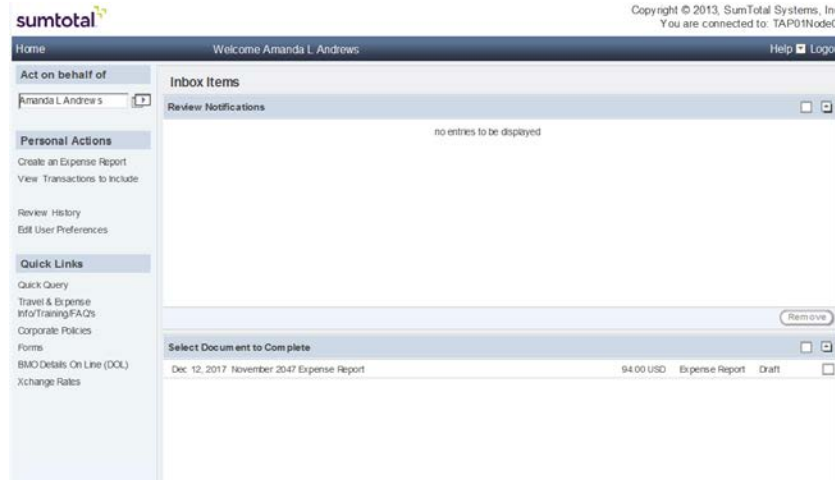 sumtotal
Copyright © 2013, SumTotal Systems, In
You are connected to: TAP01Node0
Home
Welcome Amanda L Andrews
Help
Logo
Act on behalf of
Amanda L Andrews
Personal Actions
Create an Expense Report
View Transactions to Include
Review History
Edit User Preferences
Quick Links
Quick Query
Travel & Expense
Info/Training/FAQ's
Corporate Policies
Forms
BMO Details On Line (DOL)
Xchange Rates
Inbox Items
Review Notifications
no entries to be displayed
Remove
Select Document to Complete
Dec 12, 2017 November 2047 Expense Report 94.00 USD Expense Report Draft